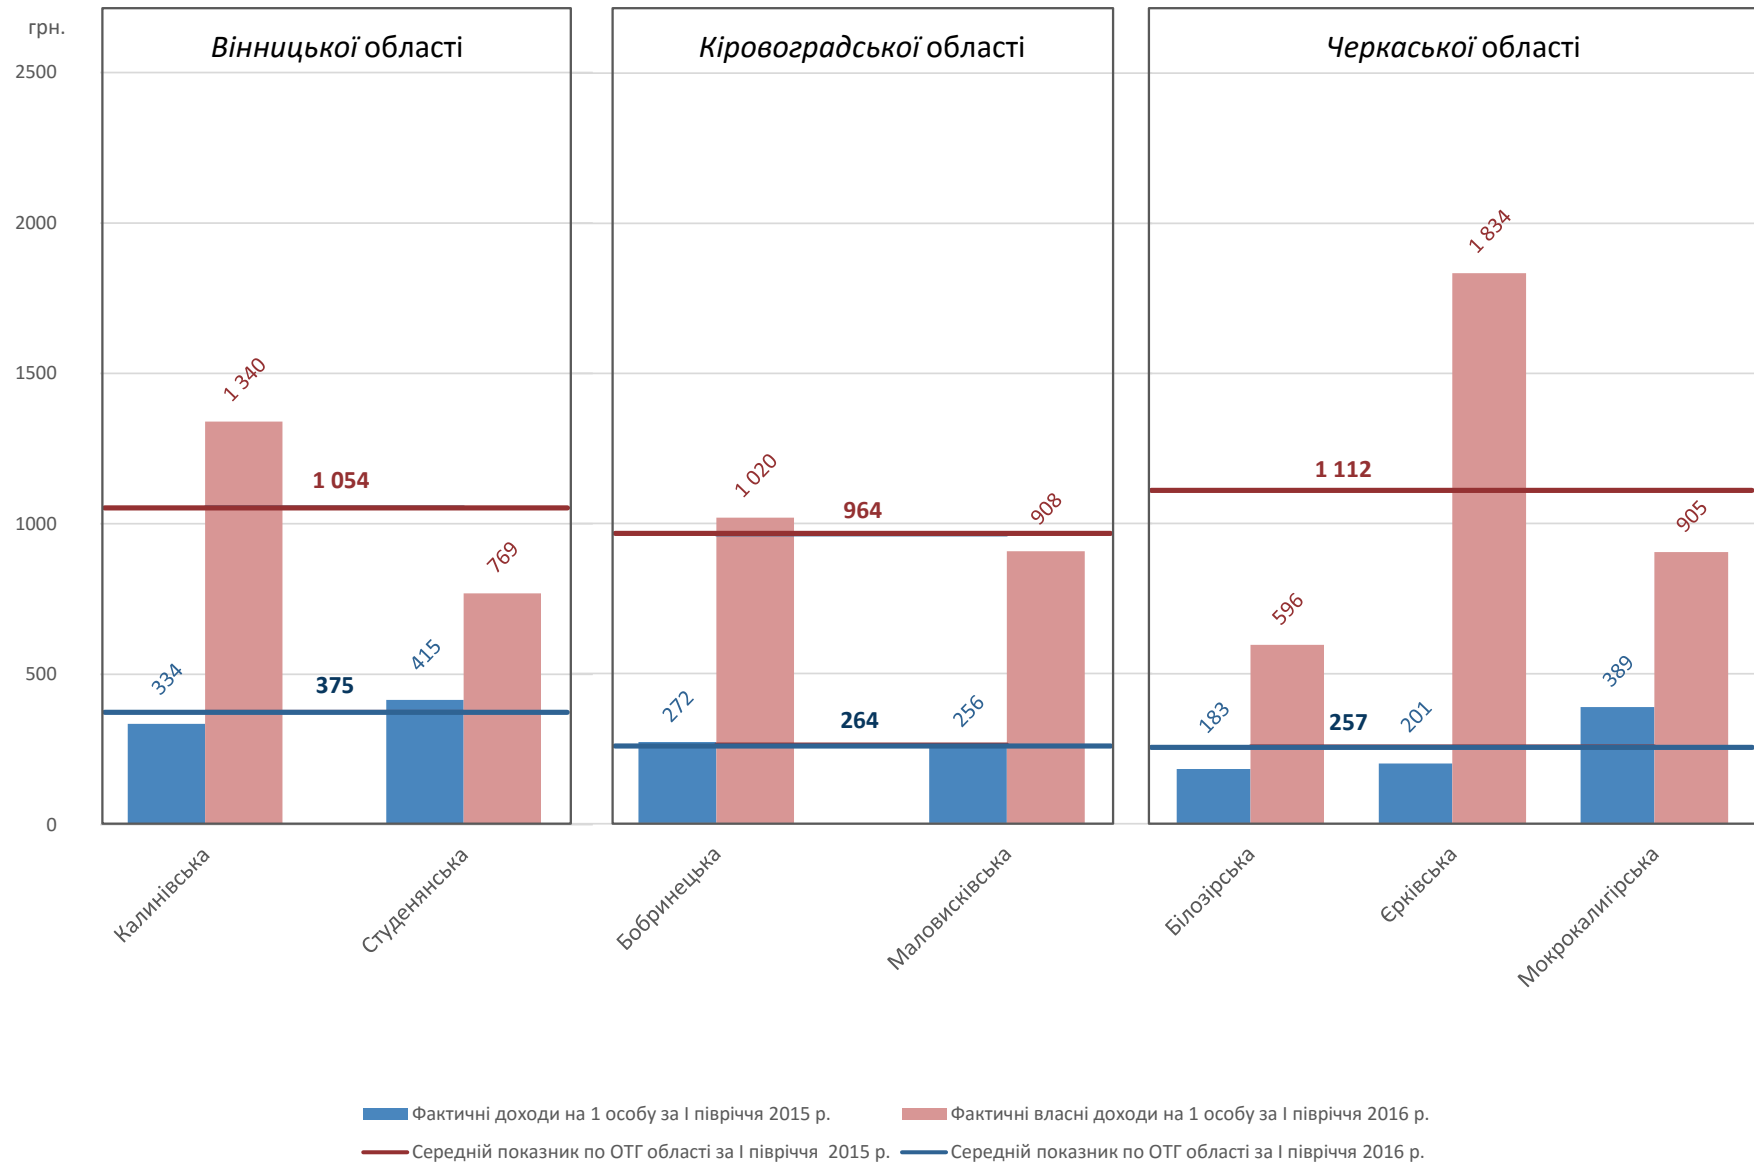 грн.
Вінницької області
Кіровоградської області
Черкаської області
2500
2000
1500
1000
500
0
1 340
1 054
769
334
375
415
1 020
964
908
272
264
256
1 834
1 112
905
596
389
183
257
201
Калинівська
Студенянська
Бобринецька
Маловисківська
Білозірська
Єрківська
Мокрокалигірська
Фактичні доходи на 1 особу за І півріччя 2015 р.
Фактичні власні доходи на 1 особу за І півріччя 2016 р.
Середній показник по ОТГ області за І півріччя 2015 р.
Середній показник по ОТГ області за І півріччя 2016 р.